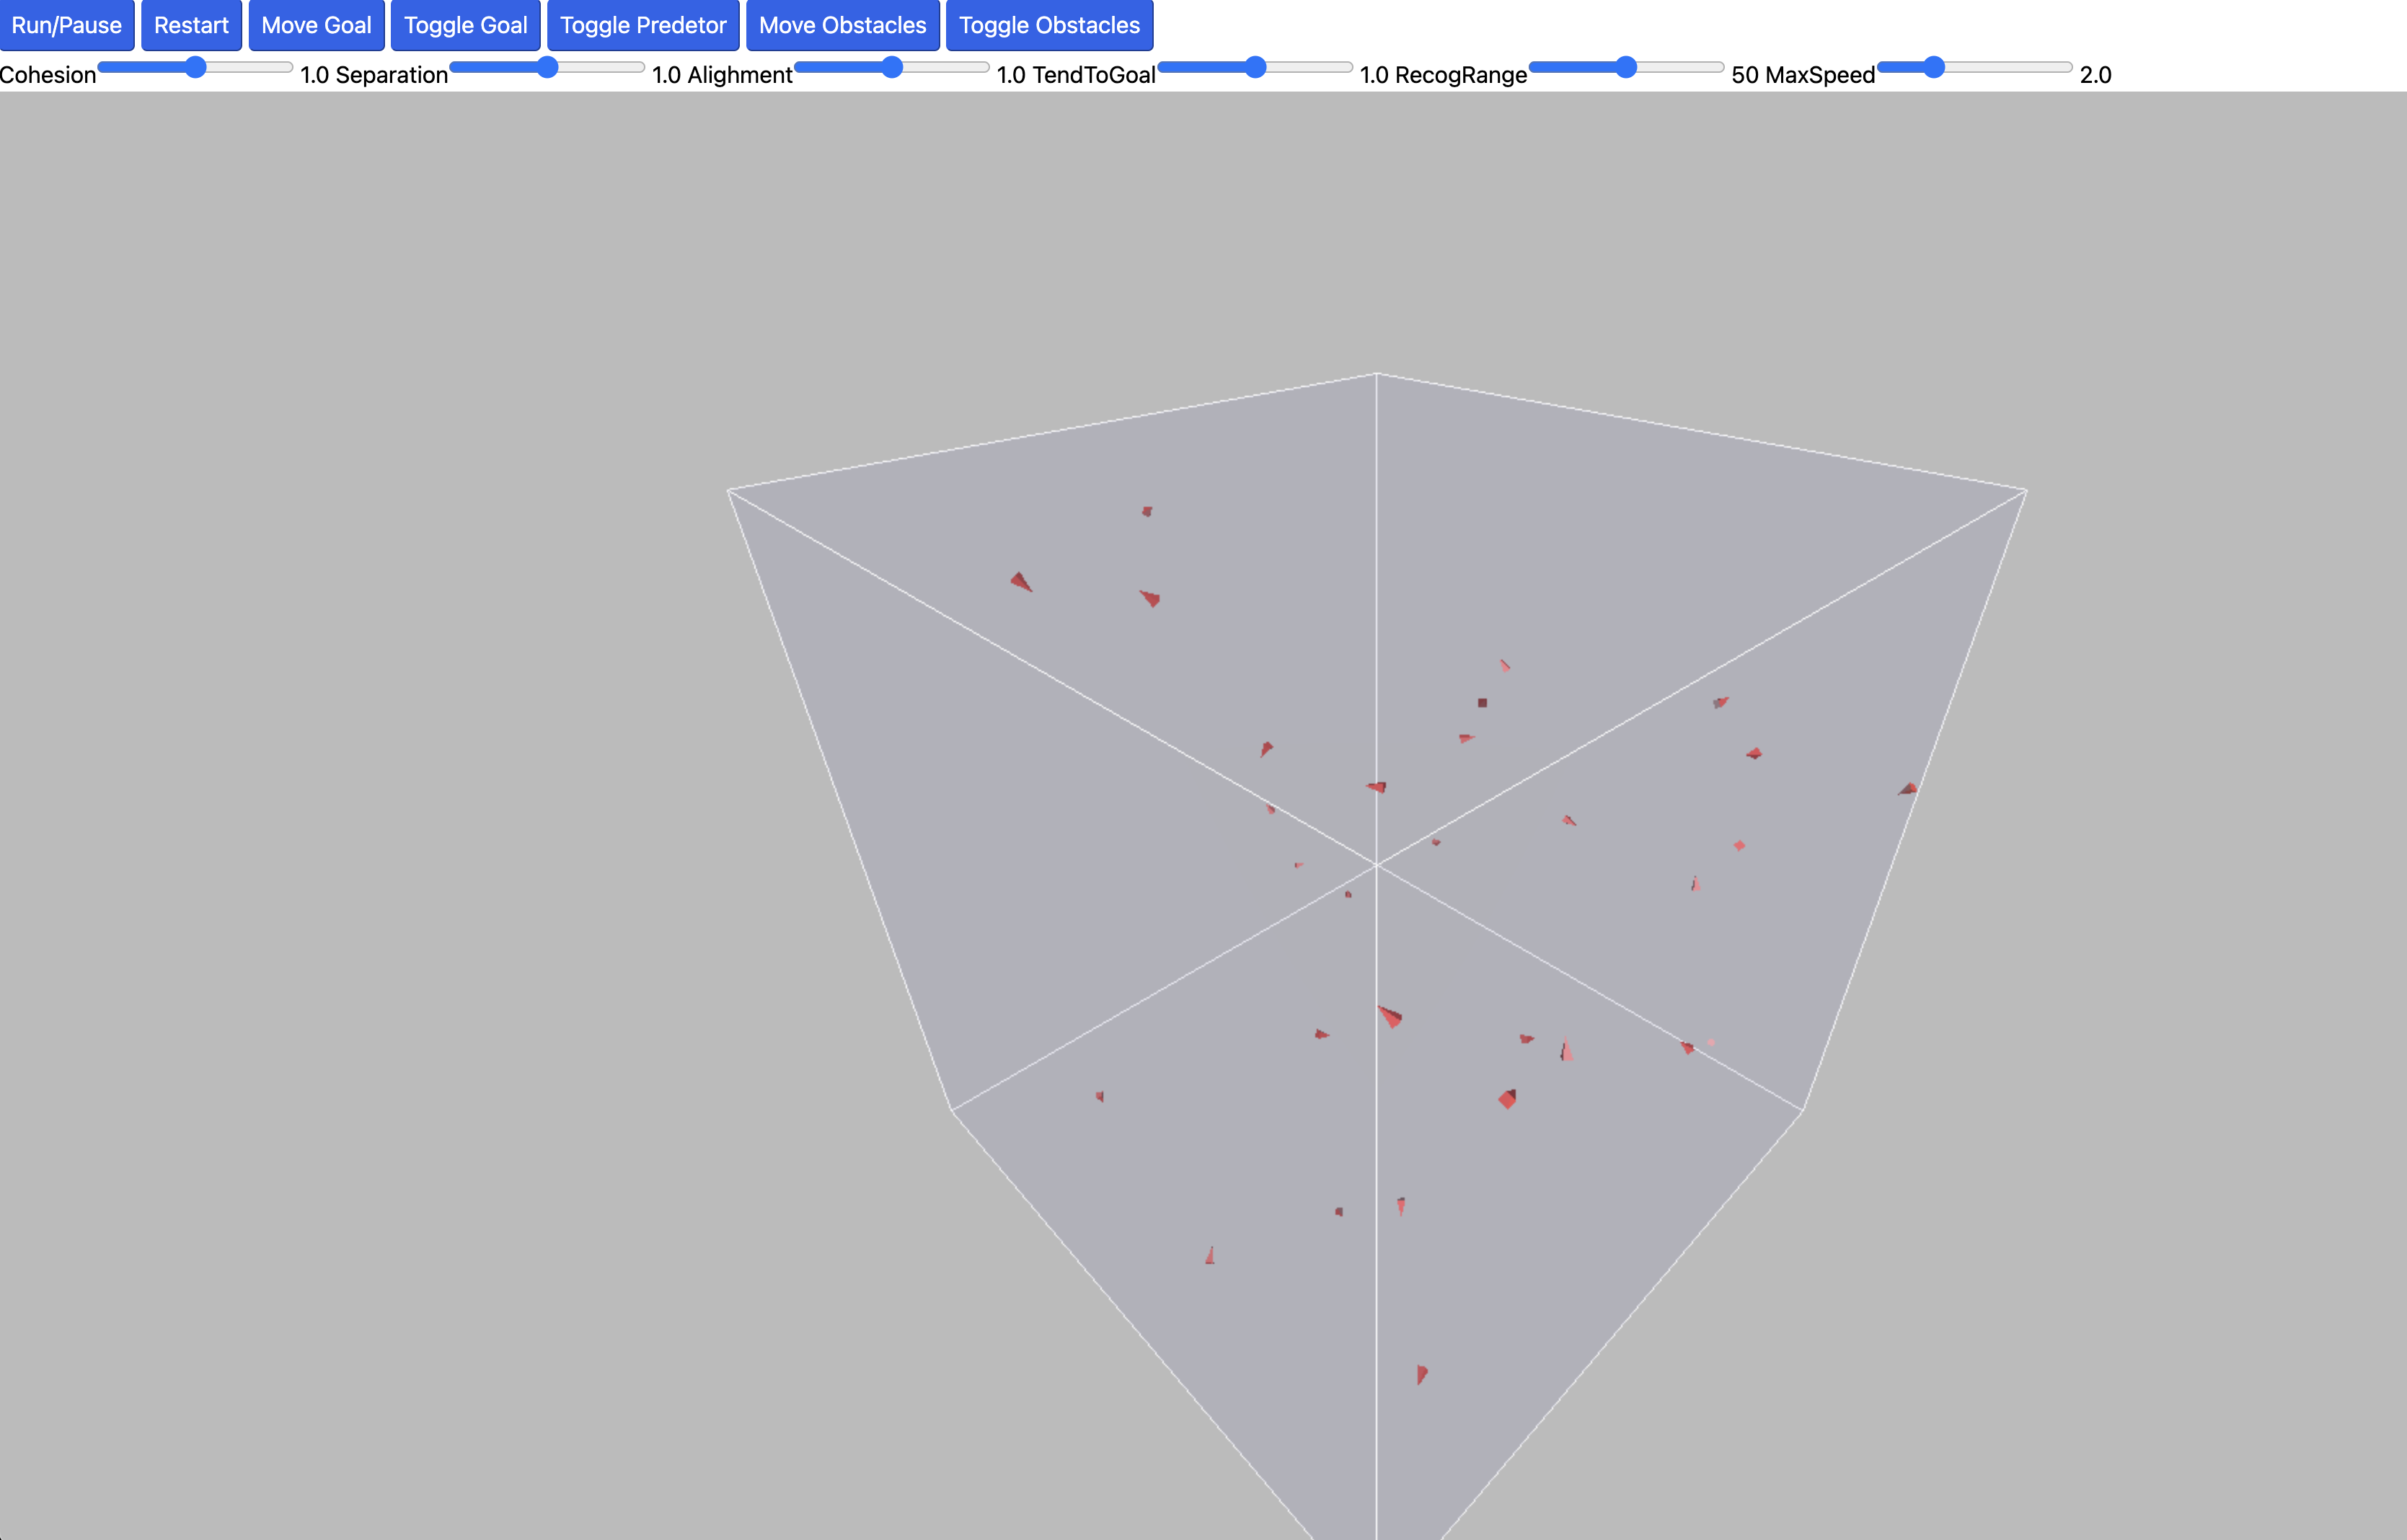 Run/Pause Restart Move Goal Toggle Goal Toggle Predetor Move Obstacles Toggle Obstacles
Cohesion 1.0 Separation 1.0 Alighment 1.0 TendToGoal 1.0 RecogRange 50 MaxSpeed 2.0